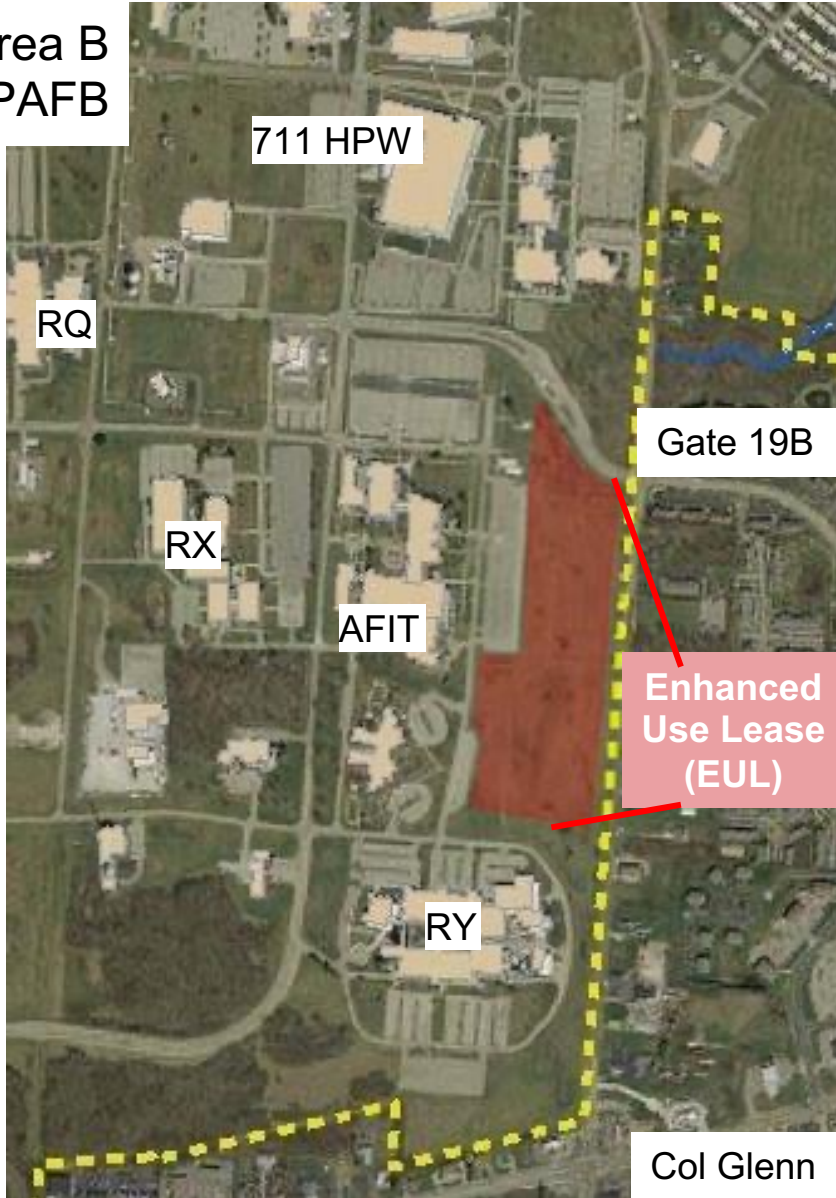 rea B
PAFB
711 HPW
RQ
Gate 19B
RX
AFIT
Enhanced
Use Lease
(EUL)
RY
Col Glenn